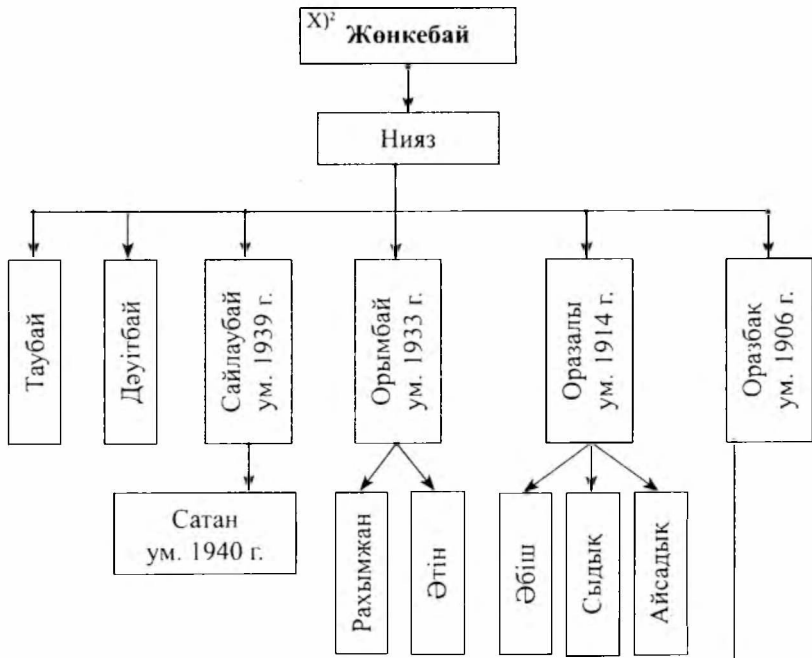 X)²
Жөнкебай
Нияз
Таубай
Дәуітбай
Сайлаубай
ум. 1939 г.
Орымбай
ум. 1933 г.
Оразалы
ум. 1914 г.
Оразбак
ум. 1906 г.
Сатан
ум. 1940 г.
Рахымжан
Әтін
Әбіш
Сыдык
Айсадык